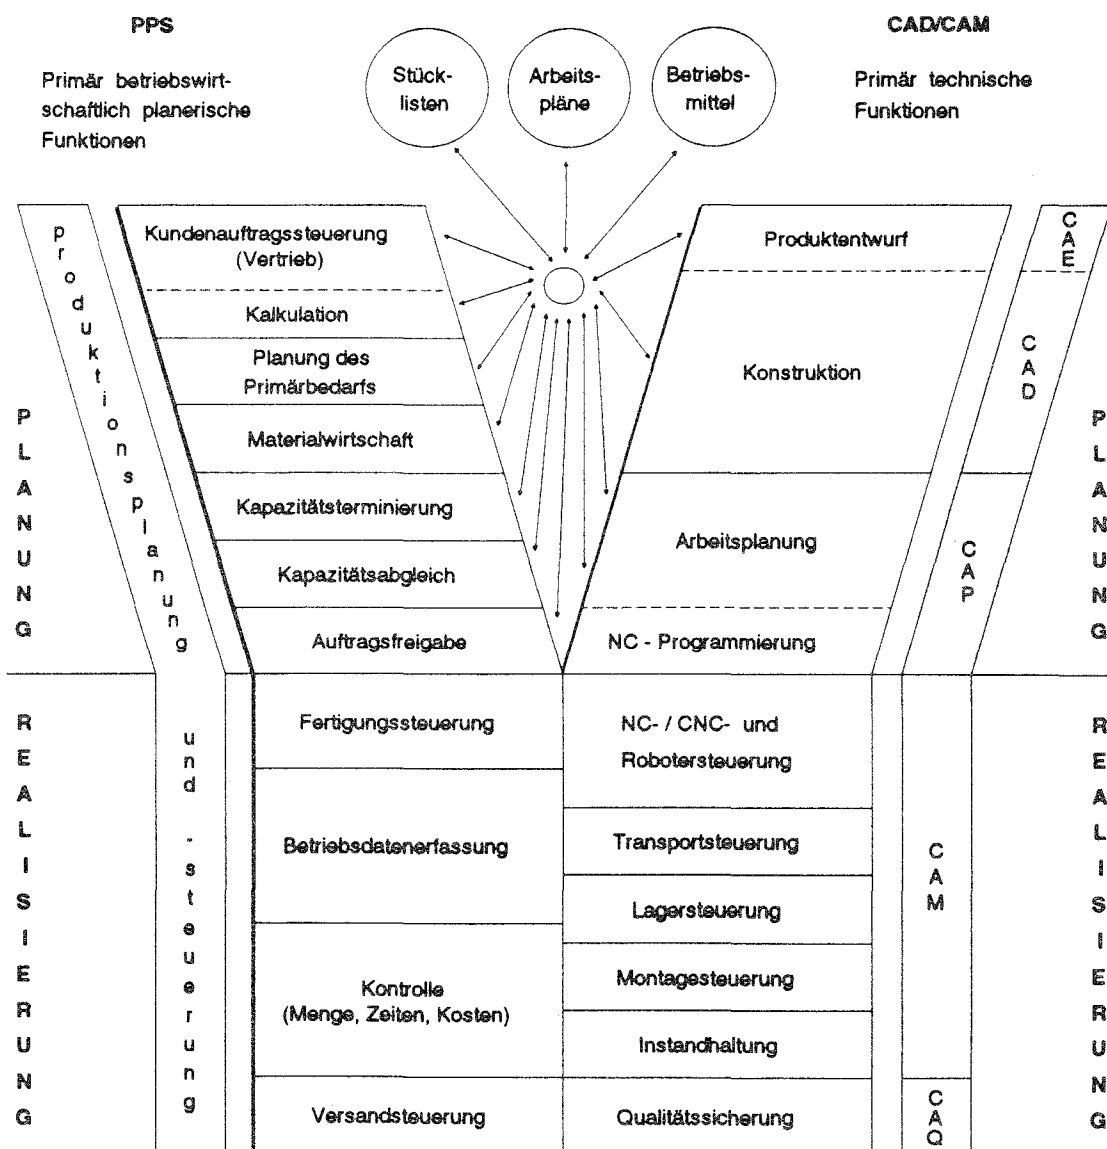 PPS
Primär betriebswirt-
schaftlich planerische
Funktionen
Stück-
listen
Arbeits-
pläne
Betriebs-
mittel
CAD/CAM
Primär technische
Funktionen
PLANUNG
Produktionsplanung
Kundenauftragssteuerung
(Vertrieb)
Kalkulation
Planung des
Primärbedarfs
Materialwirtschaft
Kapazitätsterminierung
Kapazitätsabgleich
Auftragsfreigabe
Produktentwurf
Konstruktion
Arbeitsplanung
NC - Programmierung
CAE
CAD
CAP
PLANUNG
REALISIERUNG
und -steuerung
Fertigungssteuerung
Betriebsdatenerfassung
Kontrolle
(Menge, Zeiten, Kosten)
Versandsteuerung
NC- / CNC- und
Robotersteuerung
Transportsteuerung
Lagersteuerung
Montagesteuerung
Instandhaltung
Qualitätssicherung
CAM
CAQ
REALISIERUNG